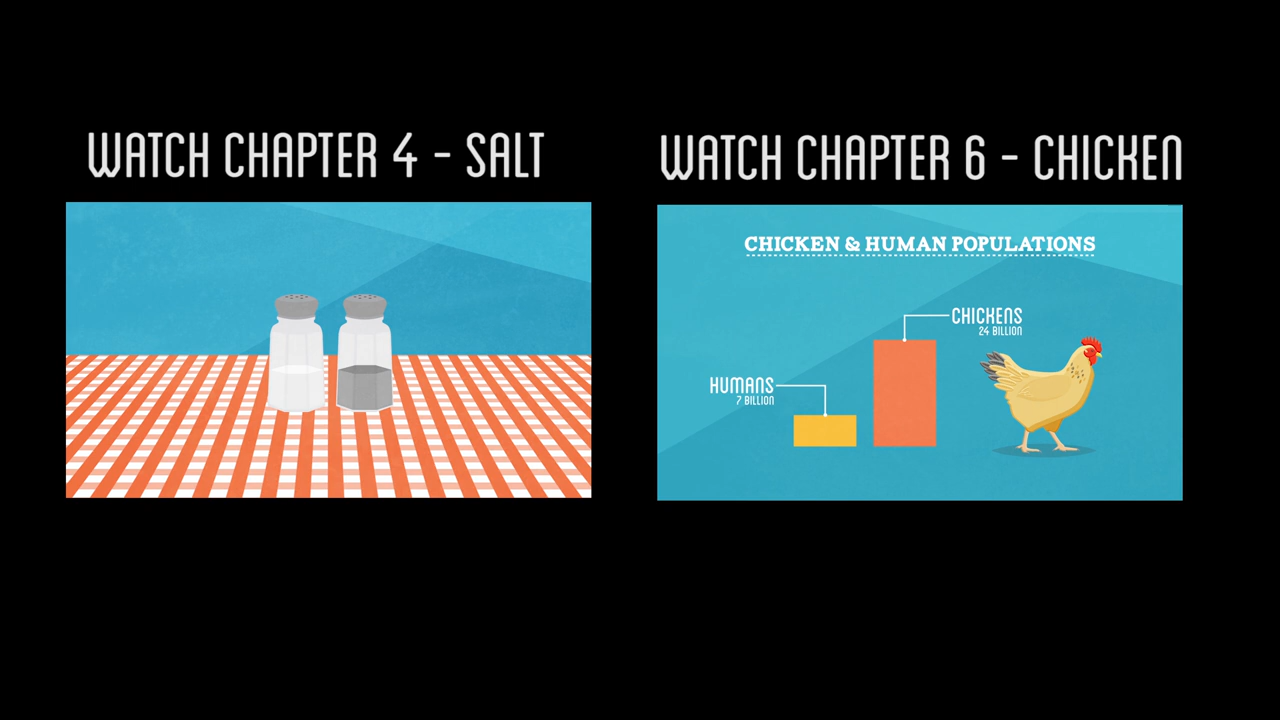 WATCH CHAPTER 4 - SALT
WATCH CHAPTER 6 - CHICKEN
CHICKEN & HUMAN POPULATIONS
CHICKENS
24 BILLION
HUMANS
7 BILLION